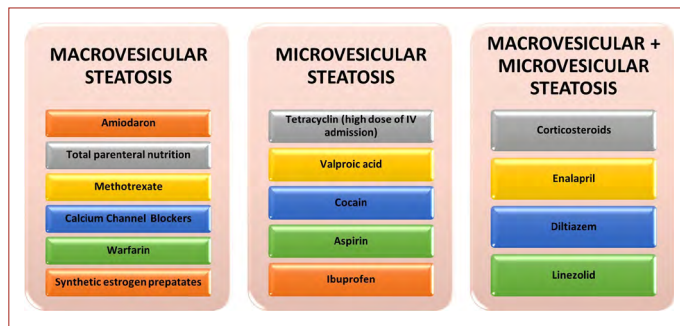 MACROVESICULAR
STEATOSIS
Amiodaron
Total parenteral nutrition
Methotrexate
Calcium Channel Blockers
Warfarin
Synthetic estrogen prepatates
MICROVESICULAR
STEATOSIS
Tetracyclin (high dose of IV
admission)
Valproic acid
Cocain
Aspirin
Ibuprofen
MACROVESICULAR +
MICROVESICULAR
STEATOSIS
Corticosteroids
Enalapril
Diltiazem
Linezolid